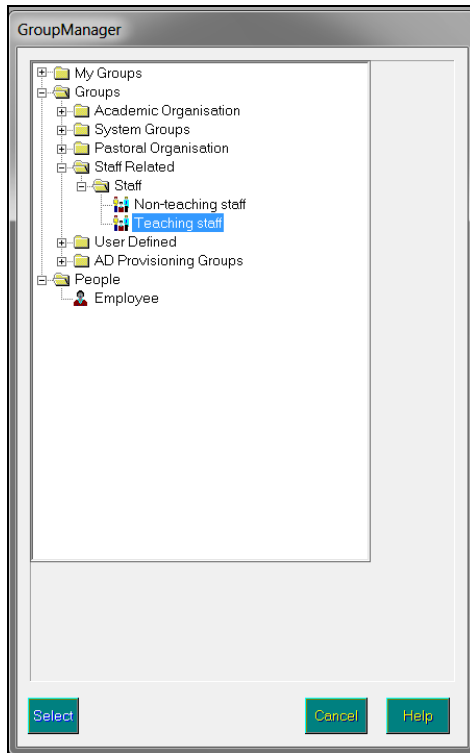 GroupManager
My Groups
Groups
Academic Organisation
System Groups
Pastoral Organisation
Staff Related
Staff
Non-teaching staff
Teaching staff
User Defined
AD Provisioning Groups
People
Employee
Select
Cancel
Help